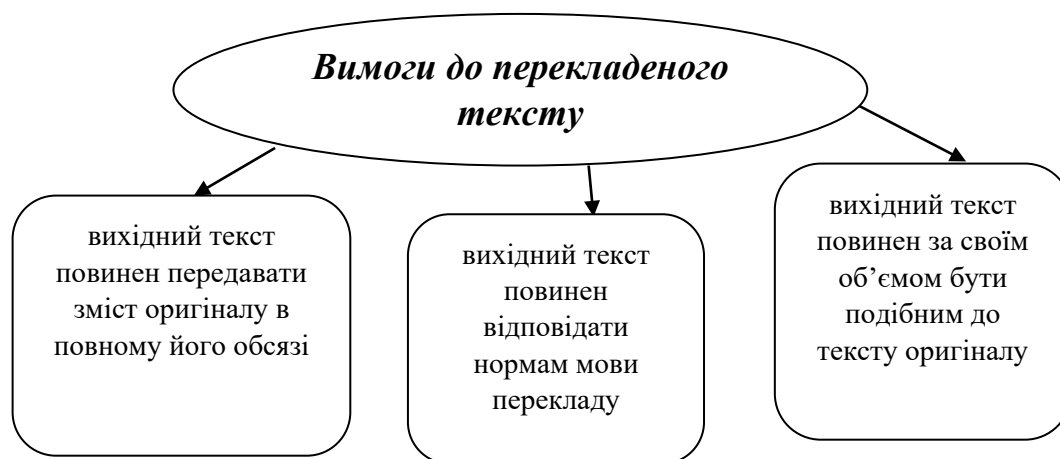 Вимоги до перекладеного
тексту
вихідний текст
повинен передавати
зміст оригіналу в
повному його обсязі
вихідний текст
повинен
відповідати
нормам мови
перекладу
вихідний текст
повинен за своїм
об’ємом бути
подібним до
тексту оригіналу